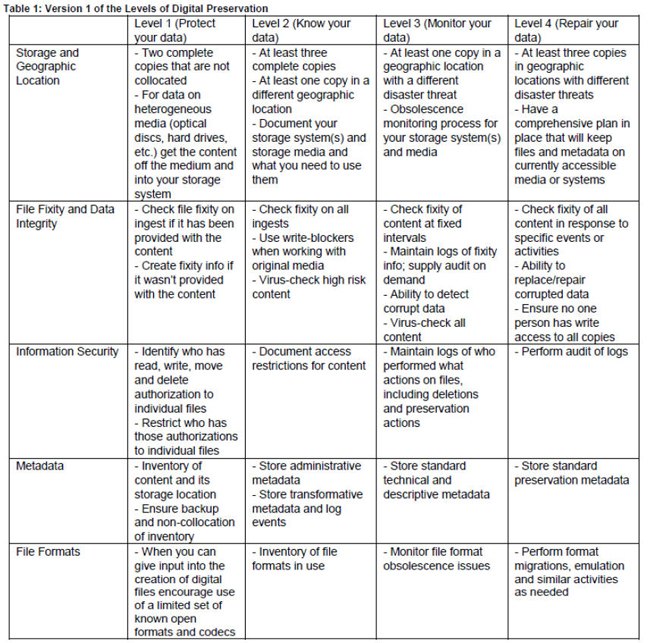 Table 1: Version 1 of the Levels of Digital Preservation
Level 1 (Protect
your data)
Level 2 (Know your
data)
Level 3 (Monitor your
data)
Level 4 (Repair your
data)
Storage and
Geographic
Location
- Two complete
copies that are not
collocated
- For data on
heterogeneous
media (optical
discs, hard drives,
etc.) get the content
off the medium and
into your storage
system
- At least three
complete copies
- At least one copy in a
different geographic
location
- Document your
storage system(s) and
storage media and
what you need to use
them
- At least one copy in a
geographic location
with a different
disaster threat
- Obsolescence
monitoring process for
your storage system(s)
and media
- At least three copies
in geographic
locations with different
disaster threats
- Have a
comprehensive plan in
place that will keep
files and metadata on
currently accessible
media or systems
File Fixity and Data
Integrity
- Check file fixity on
ingest if it has been
provided with the
content
- Create fixity info if
it wasn't provided
with the content
- Check fixity on all
ingests
- Use write-blockers
when working with
original media
- Virus-check high risk
content
- Check fixity of
content at fixed
intervals
- Maintain logs of fixity
info; supply audit on
demand
- Ability to detect
corrupt data
- Virus-check all
content
- Check fixity of all
content in response to
specific events or
activities
- Ability to
replace/repair
corrupted data
- Ensure no one
person has write
access to all copies
Information Security
- Identify who has
read, write, move
and delete
authorization to
individual files
- Restrict who has
those authorizations
to individual files
- Document access
restrictions for content
- Maintain logs of who
performed what
actions on files,
including deletions
and preservation
actions
- Perform audit of logs
Metadata
- Inventory of
content and its
storage location
- Ensure backup
and non-collocation
of inventory
- Store administrative
metadata
- Store transformative
metadata and log
events
- Store standard
technical and
descriptive metadata
- Store standard
preservation metadata
File Formats
- When you can
give input into the
creation of digital
files encourage use
of a limited set of
known open
formats and codecs
- Inventory of file
formats in use
- Monitor file format
obsolescence issues
- Perform format
migrations, emulation
and similar activities
as needed